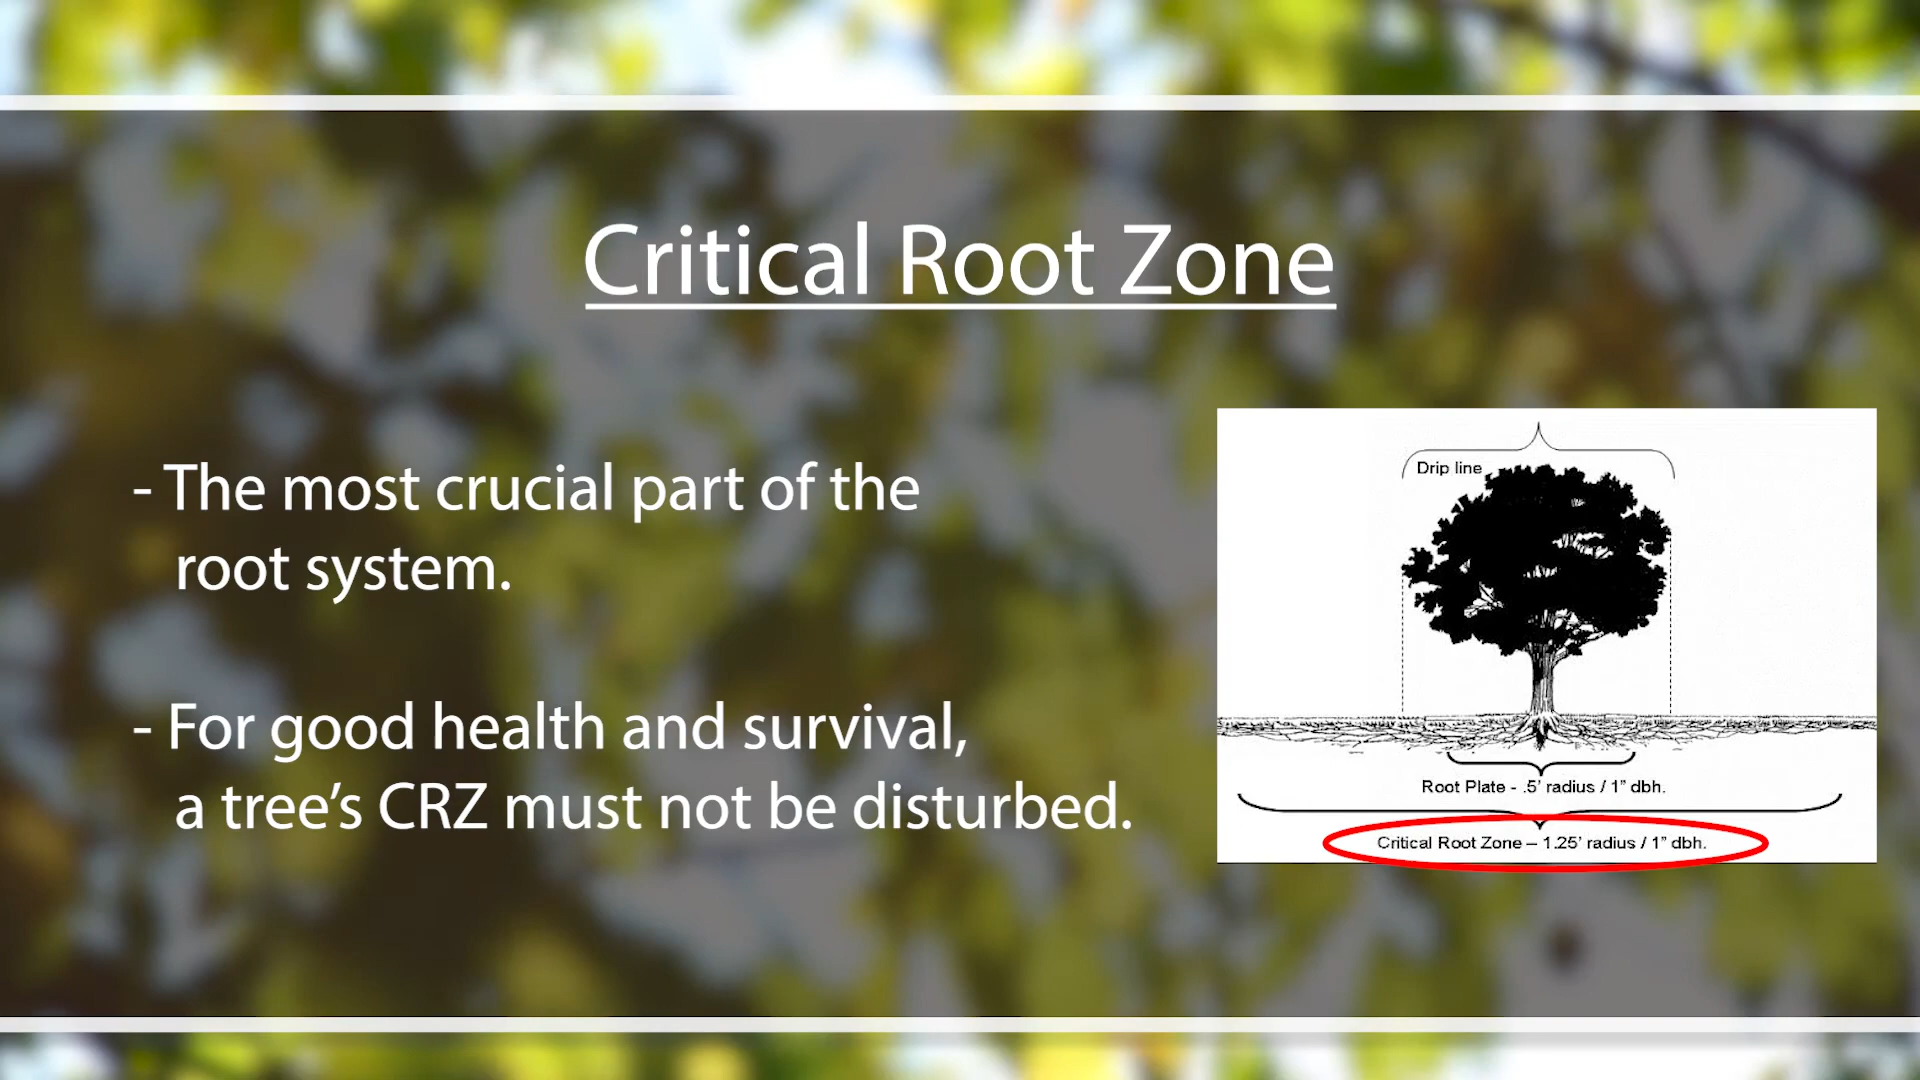 Critical Root Zone
- The most crucial part of the
root system.
- For good health and survival,
a tree’s CRZ must not be disturbed.
Drip line
Root Plate - .5’ radius / 1” dbh.
Critical Root Zone – 1.25’ radius / 1” dbh.